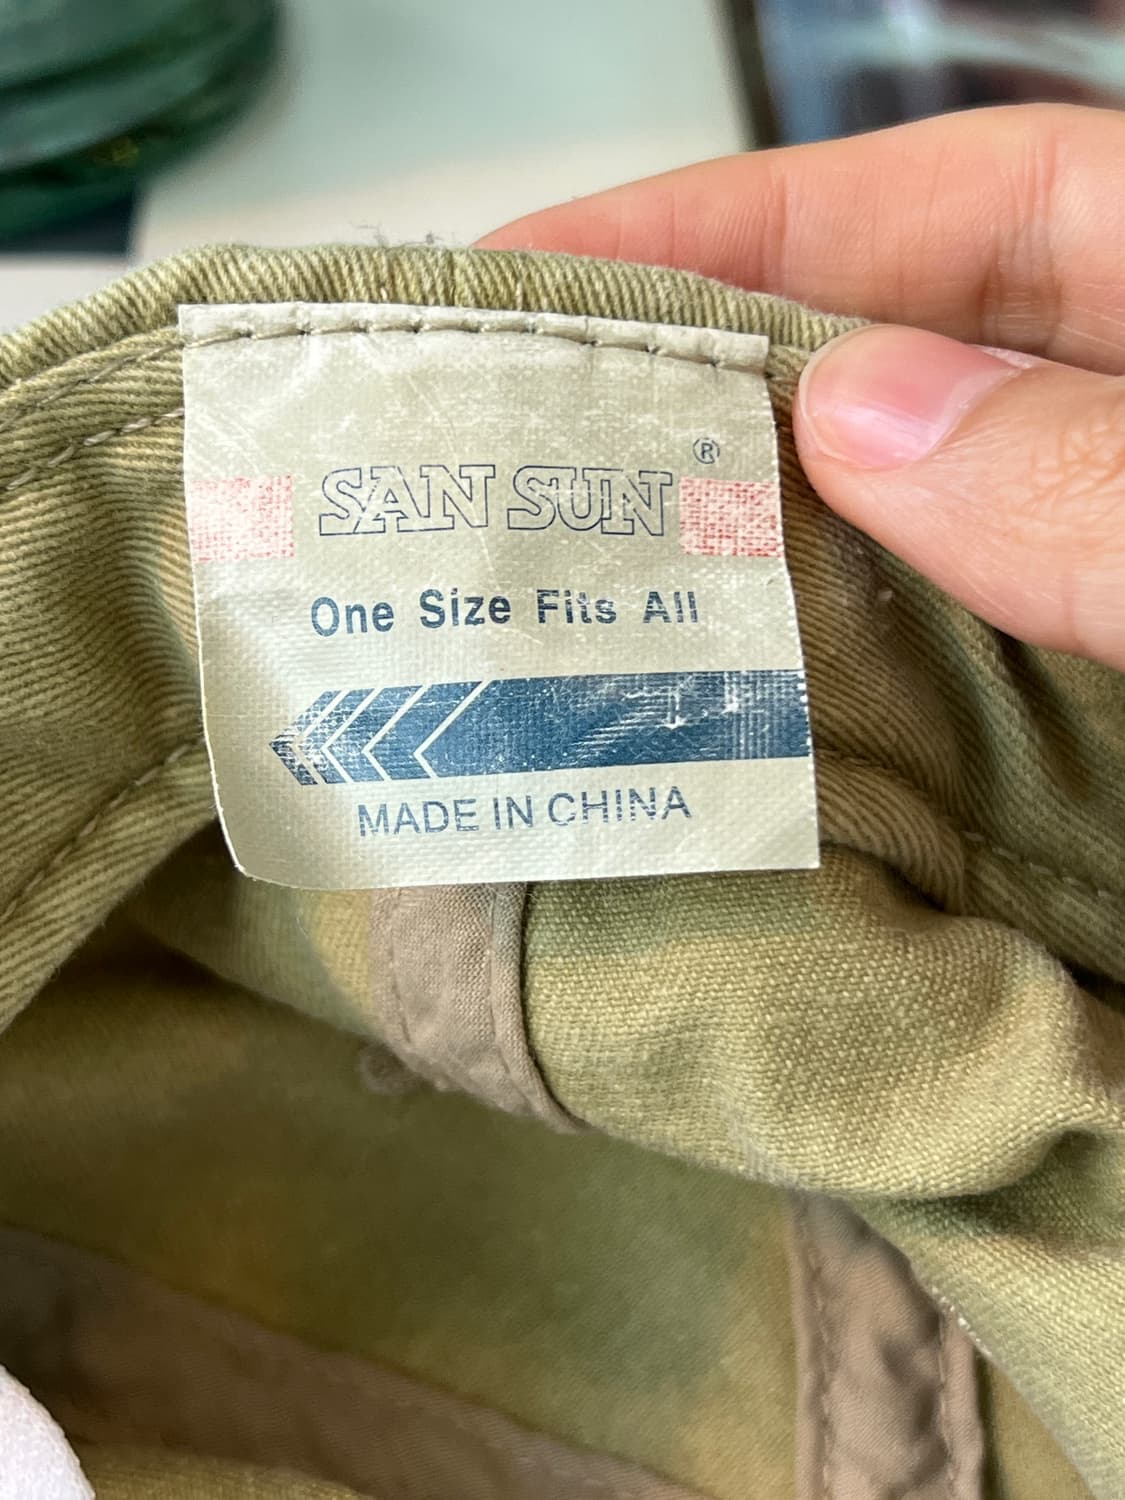 SAN SUN ®
One Size Fits All
MADE IN CHINA